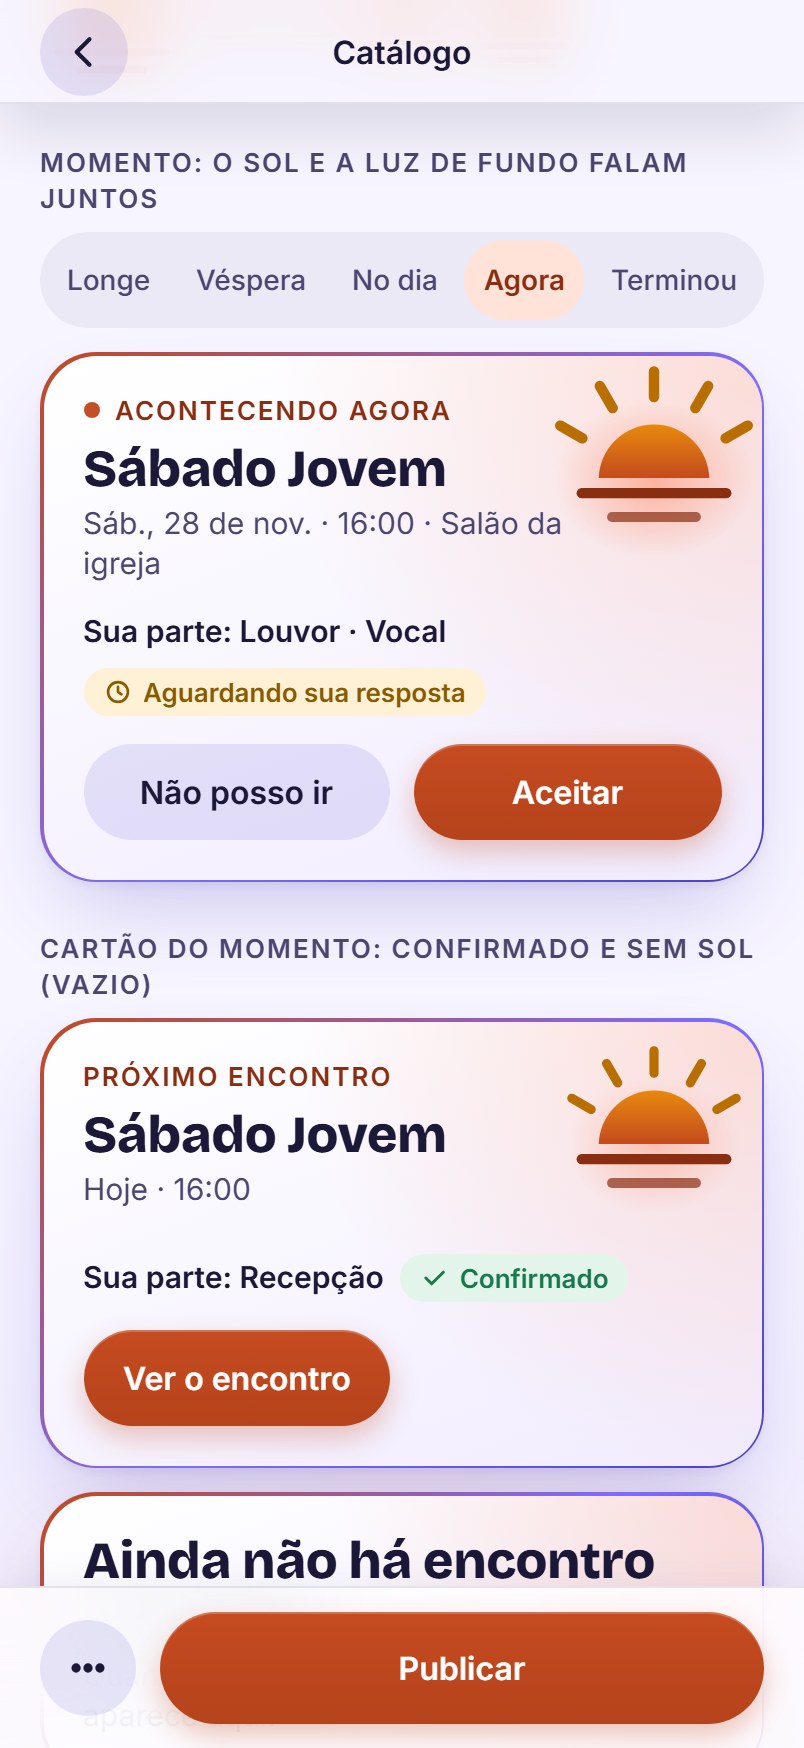 Catálogo
MOMENTO: O SOL E A LUZ DE FUNDO FALAM
JUNTOS
Longe Véspera No dia Agora Terminou
ACONTECENDO AGORA
Sábado Jovem
Sáb., 28 de nov. · 16:00 · Salão da
igreja
Sua parte: Louvor · Vocal
Aguardando sua resposta
Não posso ir Aceitar
CARTÃO DO MOMENTO: CONFIRMADO E SEM SOL
(VAZIO)
PRÓXIMO ENCONTRO
Sábado Jovem
Hoje · 16:00
Sua parte: Recepção Confirmado
Ver o encontro
Ainda não há encontro
Publicar